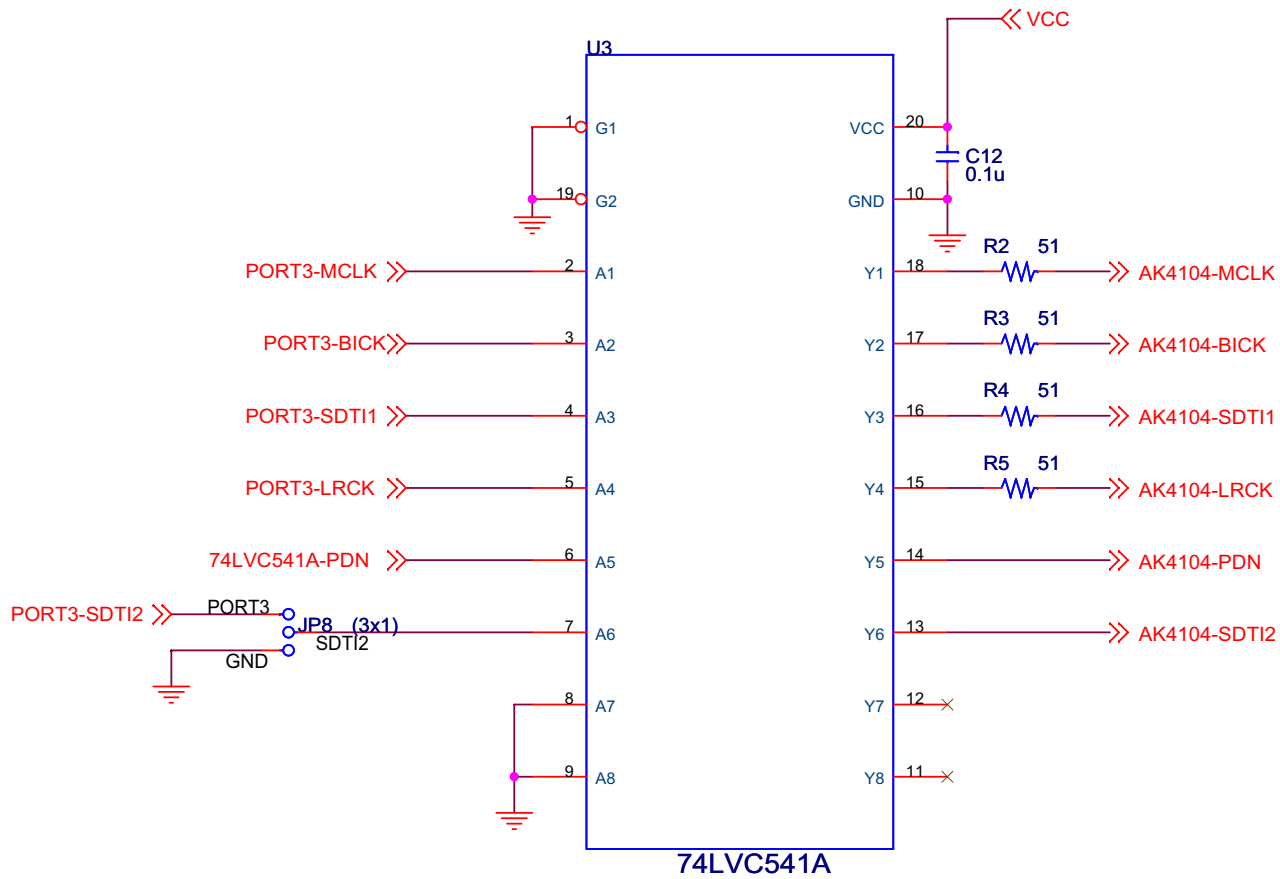 VCC
U3
1 G1 VCC 20
C12
0.1u
19 G2 GND 10
R2 51
PORT3-MCLK 2 A1 Y1 18 AK4104-MCLK
R3 51
PORT3-BICK 3 A2 Y2 17 AK4104-BICK
R4 51
PORT3-SDTI1 4 A3 Y3 16 AK4104-SDTI1
R5 51
PORT3-LRCK 5 A4 Y4 15 AK4104-LRCK
74LVC541A-PDN 6 A5 Y5 14 AK4104-PDN
PORT3-SDTI2 PORT3
JP8 (3x1) 7 A6 Y6 13 AK4104-SDTI2
SDTI2
GND
8 A7 Y7 12
9 A8 Y8 11
74LVC541A